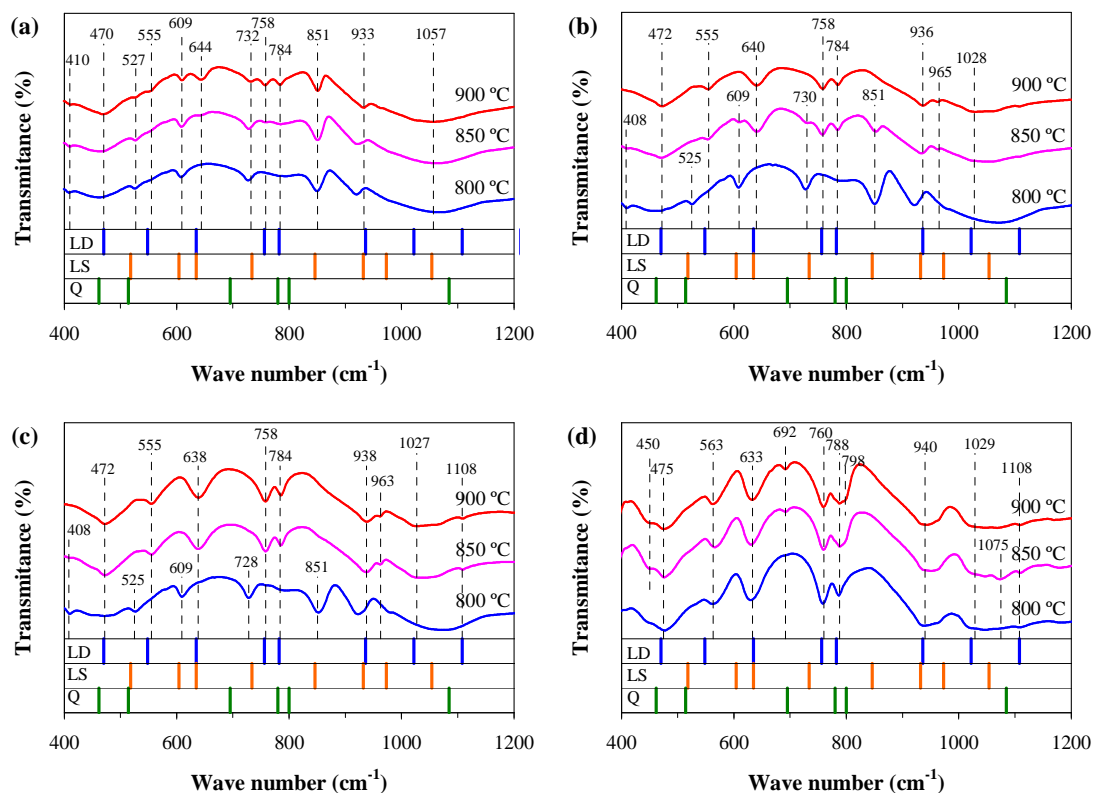 (a)
470 555 609 732 758 851 933 1057
410 527 644 784
900 ºC
850 ºC
800 ºC
Transmitance (%)
LD
LS
Q
400 600 800 1000 1200
Wave number (cm-1)
(b)
472 555 640 758 784 936 1028
965
900 ºC
609 730 851
408
850 ºC
525
800 ºC
Transmitance (%)
LD
LS
Q
400 600 800 1000 1200
Wave number (cm-1)
(c)
472 555 638 758 784 938 1027
963 1108
900 ºC
408
850 ºC
525 609 728 851
800 ºC
Transmitance (%)
LD
LS
Q
400 600 800 1000 1200
Wave number (cm-1)
(d)
450 563 692 760 788 940 1029
475 633 798 1108
900 ºC
1075
850 ºC
800 ºC
Transmitance (%)
LD
LS
Q
400 600 800 1000 1200
Wave number (cm-1)